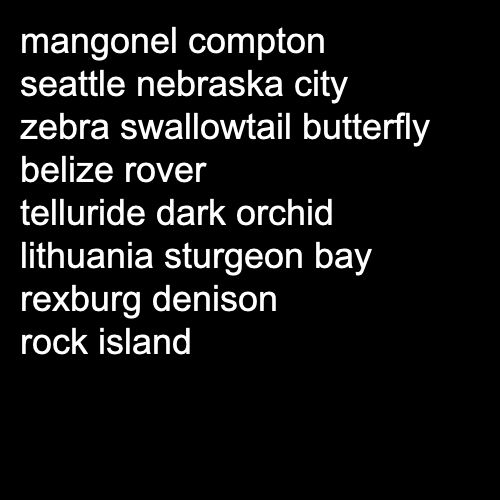 mangonel compton
seattle nebraska city
zebra swallowtail butterfly
belize rover
telluride dark orchid
lithuania sturgeon bay
rexburg denison
rock island